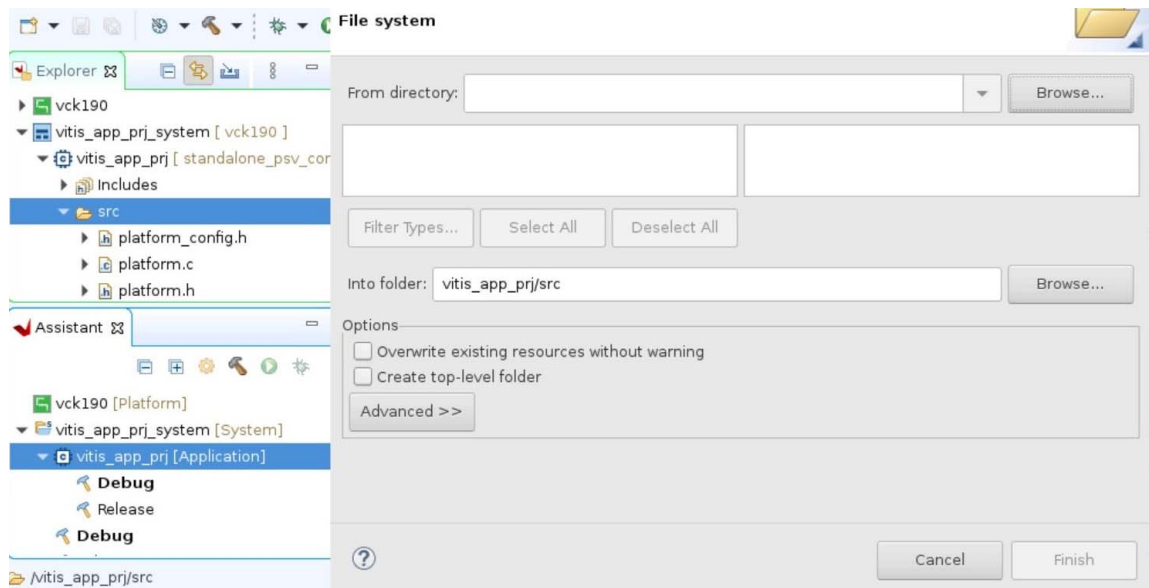 File system
Explorer
vck190
vitis_app_prj_system [ vck190 ]
vitis_app_prj [ standalone_psv_cor
Includes
src
platform_config.h
platform.c
platform.h
Assistant
vck190 [Platform]
vitis_app_prj_system [System]
vitis_app_prj [Application]
Debug
Release
Debug
/vitis_app_prj/src
From directory:
Browse...
Filter Types...
Select All
Deselect All
Into folder:
vitis_app_prj/src
Browse...
Options
Overwrite existing resources without warning
Create top-level folder
Advanced >>
Cancel
Finish